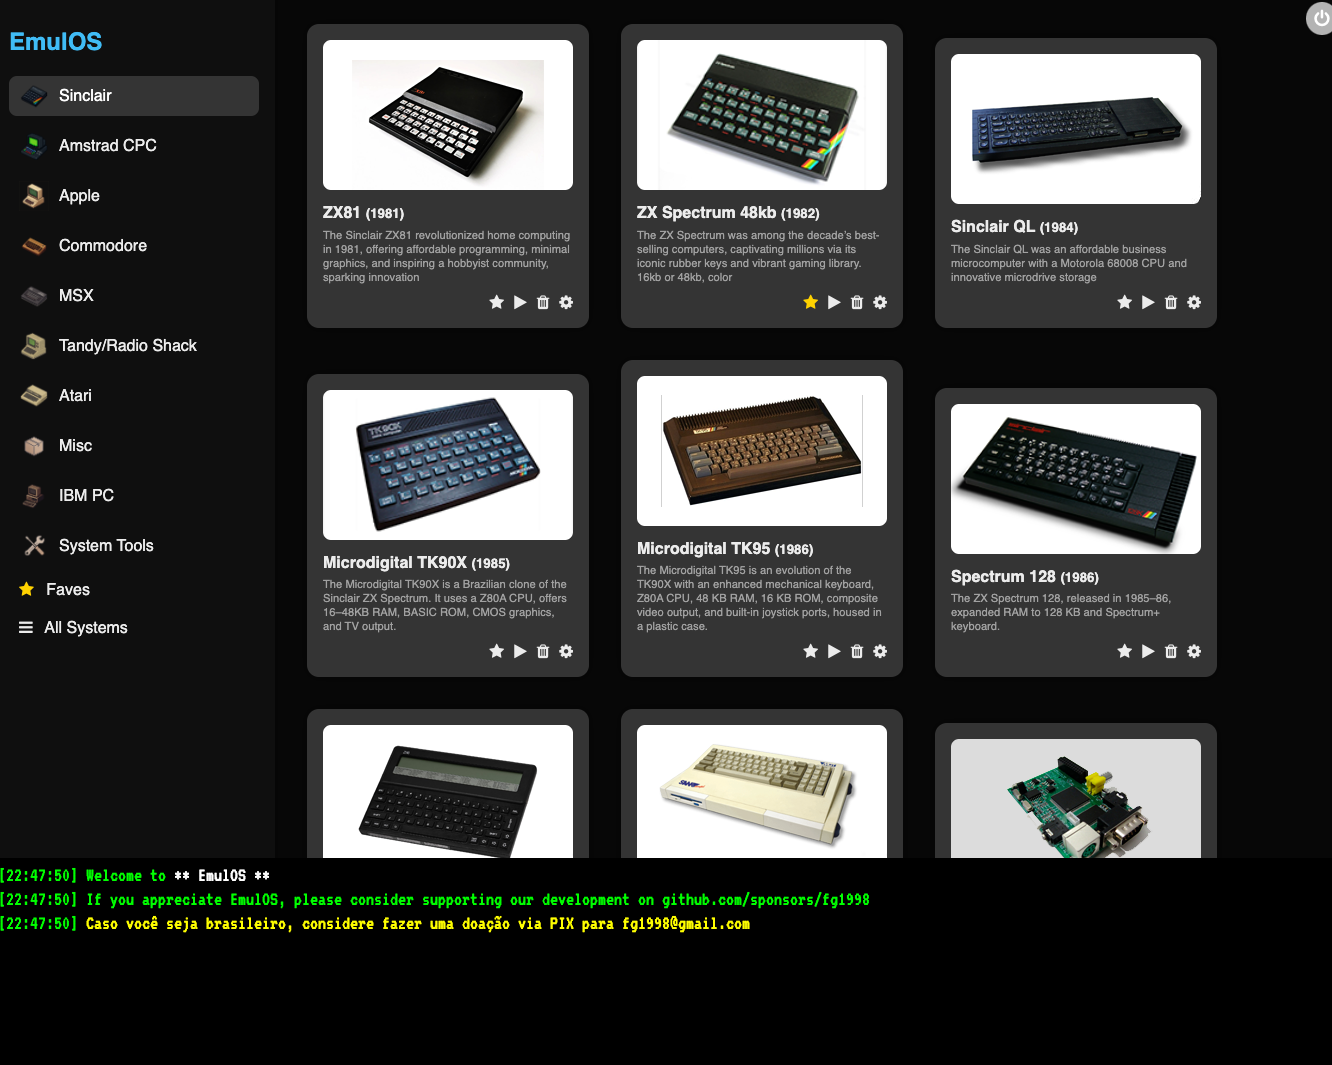 EmulOS
Sinclair
Amstrad CPC
Apple
Commodore
MSX
Tandy/Radio Shack
Atari
Misc
IBM PC
System Tools
Faves
All Systems
ZX81 (1981)
The Sinclair ZX81 revolutionized home computing
in 1981, offering affordable programming, minimal
graphics, and inspiring a hobbyist community,
sparking innovation
ZX Spectrum 48kb (1982)
The ZX Spectrum was among the decade's best-
selling computers, captivating millions via its
iconic rubber keys and vibrant gaming library.
16kb or 48kb, color
Sinclair QL (1984)
The Sinclair QL was an affordable business
microcomputer with a Motorola 68008 CPU and
innovative microdrive storage
TK90X
Microdigital TK90X (1985)
The Microdigital TK90X is a Brazilian clone of the
Sinclair ZX Spectrum. It uses a Z80A CPU, offers
16–48KB RAM, BASIC ROM, CMOS graphics,
and TV output.
Microdigital TK95 (1986)
The Microdigital TK95 is an evolution of the
TK90X with an enhanced mechanical keyboard,
Z80A CPU, 48 KB RAM, 16 KB ROM, composite
video output, and built-in joystick ports, housed in
a plastic case.
sinclair
Spectrum 128 (1986)
The ZX Spectrum 128, released in 1985–86,
expanded RAM to 128 KB and Spectrum+
keyboard.
[22:47:50] Welcome to ** EmulOS **
[22:47:50] If you appreciate EmulOS, please consider supporting our development on github.com/sponsors/fg1998
[22:47:50] Caso você seja brasileiro, considere fazer uma doação via PIX para fg1998@gmail.com